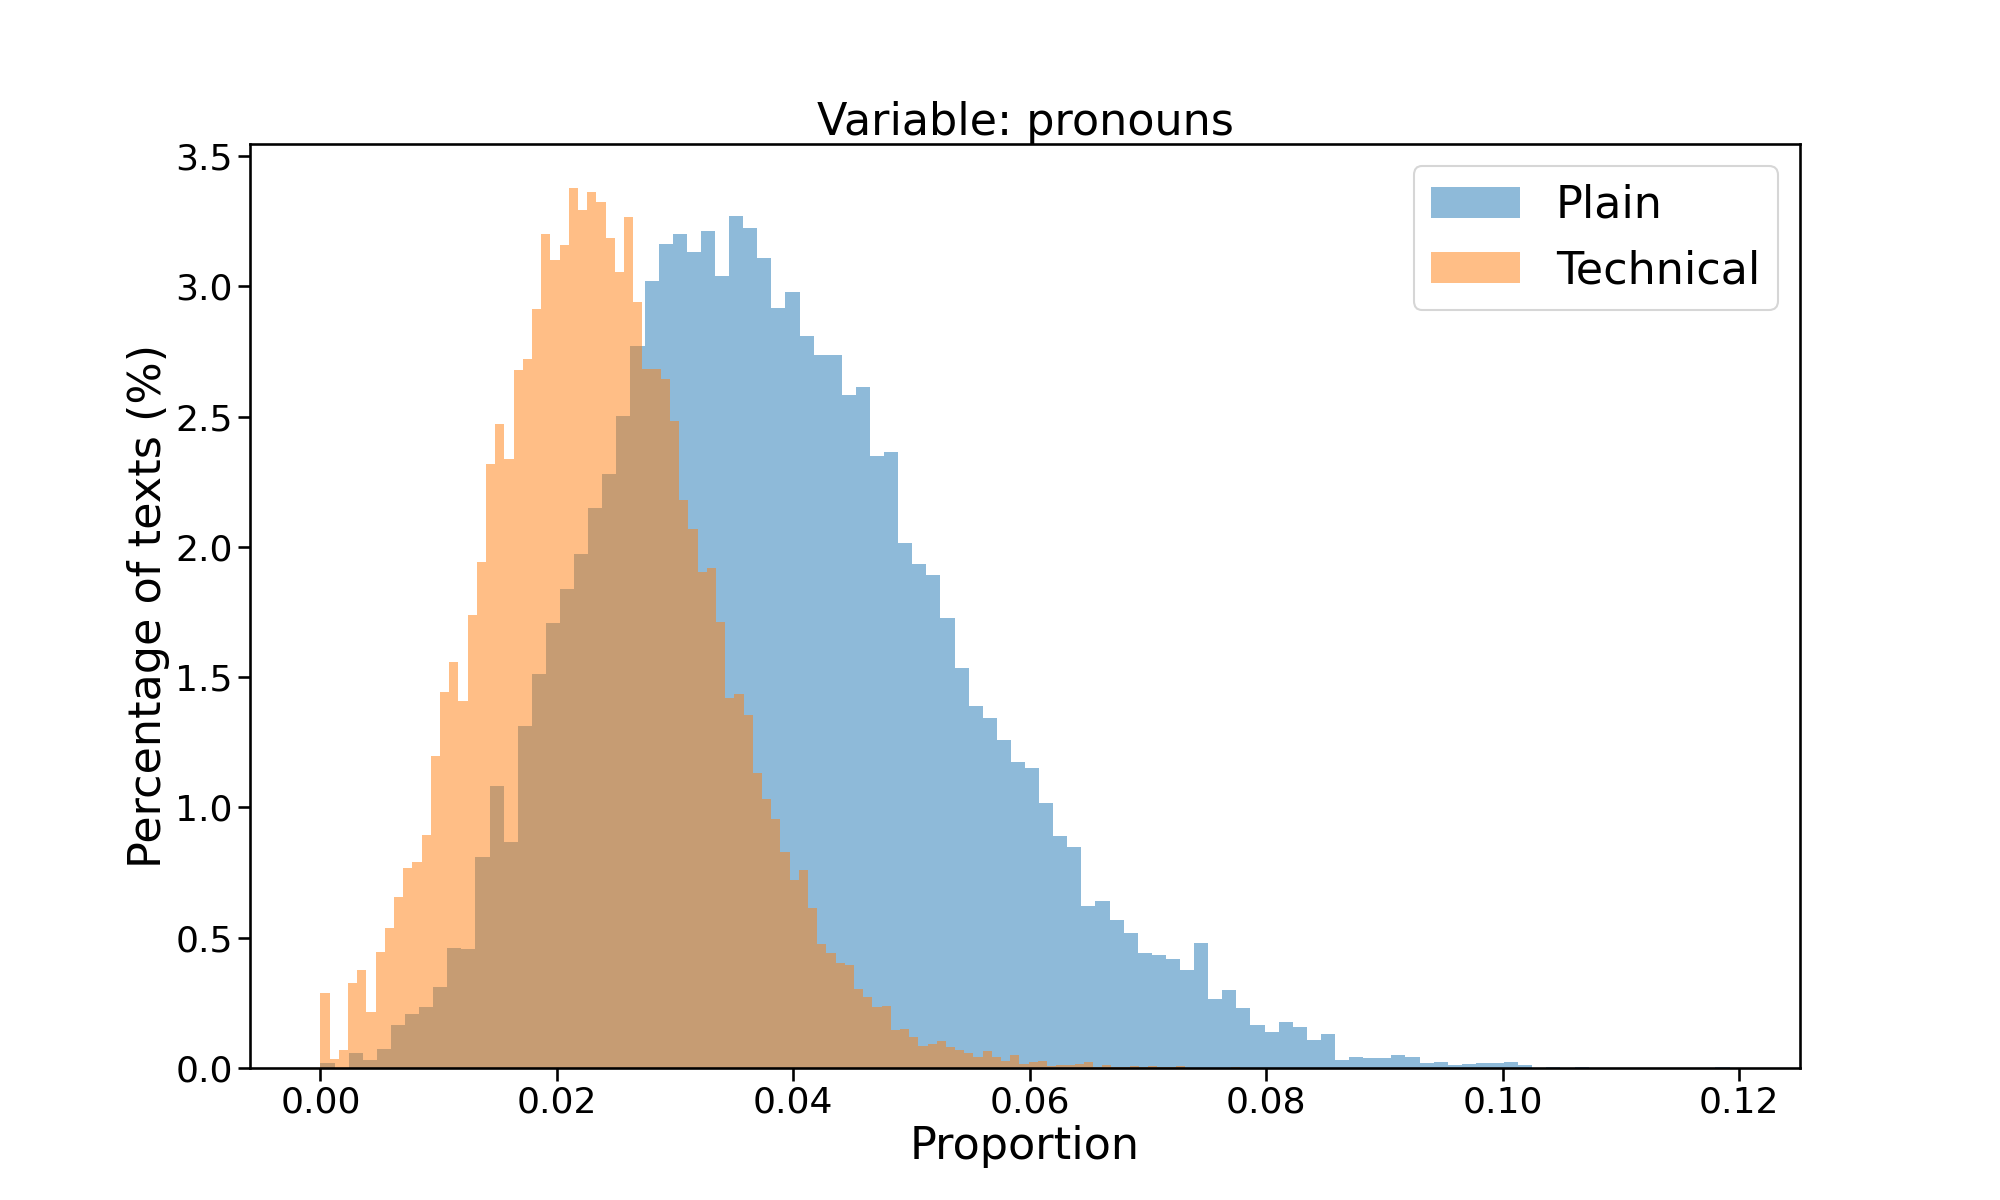 Variable: pronouns
Plain
Technical
Percentage of texts (%)
3.5
3.0
2.5
2.0
1.5
1.0
0.5
0.0
0.00 0.02 0.04 0.06 0.08 0.10 0.12
Proportion